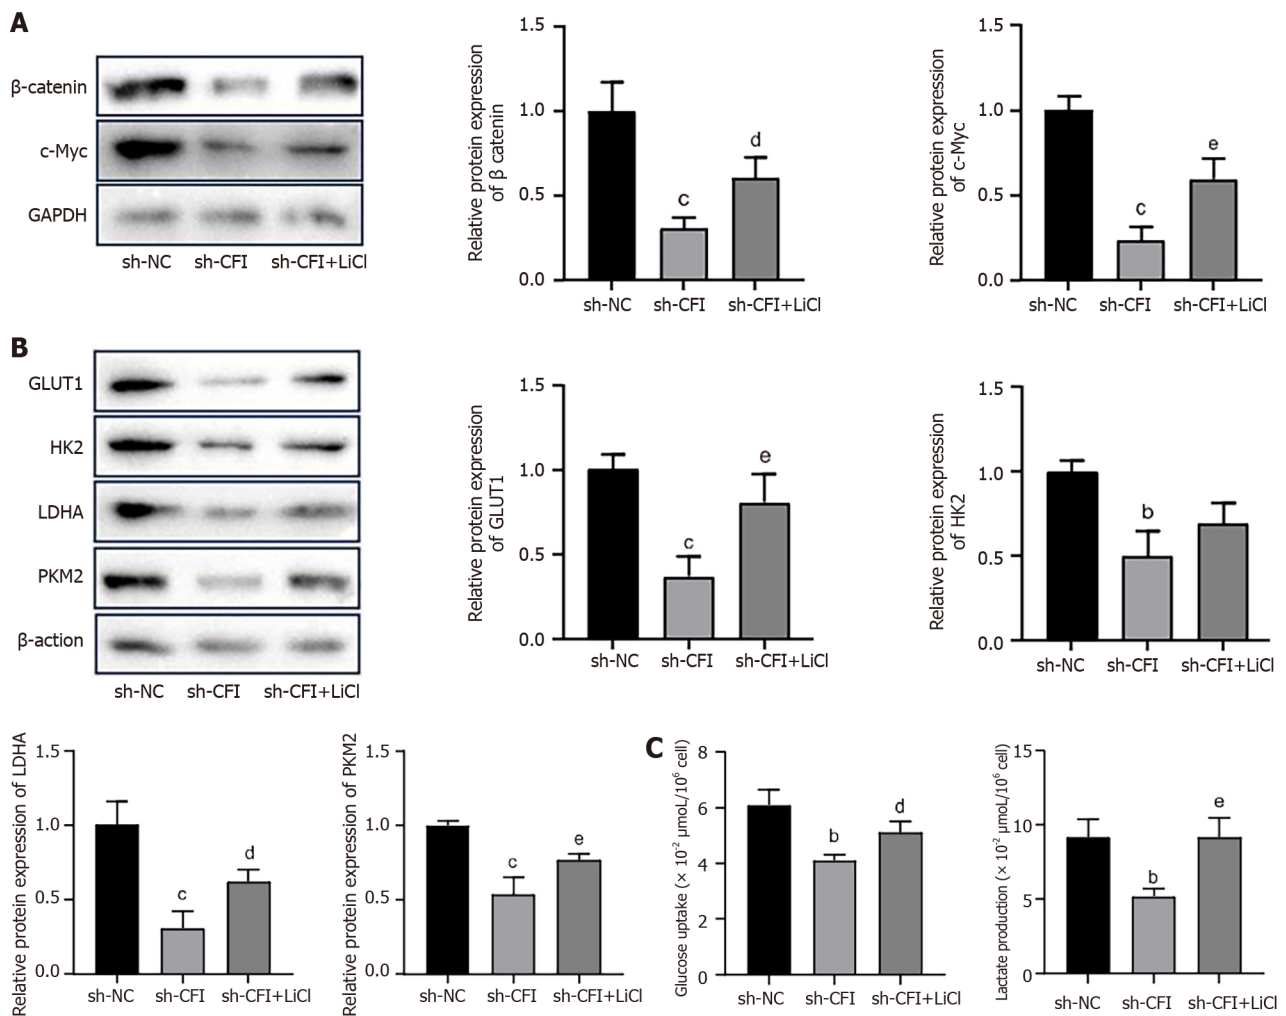 A
β-catenin
c-Myc
GAPDH
sh-NC sh-CFI sh-CFI+LiCl
Relative protein expression
of β catenin
1.5
1.0
0.5
0.0
c
d
sh-NC sh-CFI sh-CFI+LiCl
Relative protein expression
of c-Myc
1.5
1.0
0.5
0.0
c
e
sh-NC sh-CFI sh-CFI+LiCl
B
GLUT1
HK2
LDHA
PKM2
β-action
sh-NC sh-CFI sh-CFI+LiCl
Relative protein expression
of GLUT1
1.5
1.0
0.5
0.0
c
e
sh-NC sh-CFI sh-CFI+LiCl
Relative protein expression
of HK2
1.5
1.0
0.5
0.0
b
sh-NC sh-CFI sh-CFI+LiCl
Relative protein expression of LDHA
1.5
1.0
0.5
0.0
c
d
sh-NC sh-CFI sh-CFI+LiCl
Relative protein expression of PKM2
1.5
1.0
0.5
0.0
c
e
sh-NC sh-CFI sh-CFI+LiCl
C
Glucose uptake (× 10⁻² μmoL/10⁶ cell)
8
6
4
2
0
b
d
sh-NC sh-CFI sh-CFI+LiCl
Lactate production (× 10⁻² μmoL/10⁶ cell)
15
10
5
0
b
e
sh-NC sh-CFI sh-CFI+LiCl